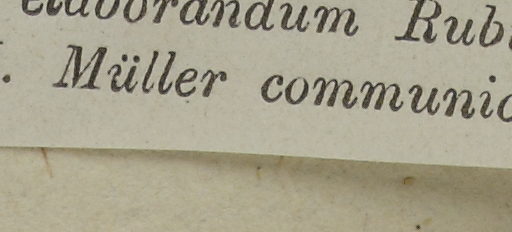 elaborandum Rub
. Müller communic